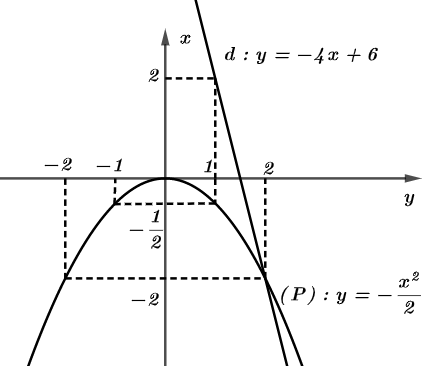 x
d : y = −4x + 6
2
−2 −1 1 2
y
−1/2
−2
(P) : y = −x²/2